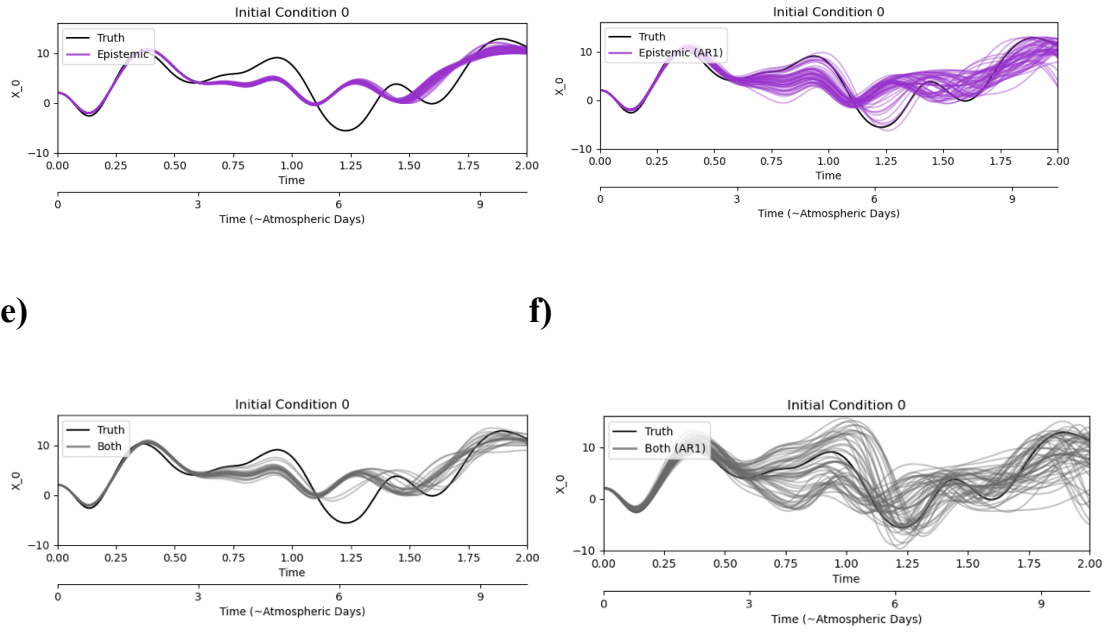 Initial Condition 0
Truth
Epistemic
X_0
10
0
−10
0.00 0.25 0.50 0.75 1.00 1.25 1.50 1.75 2.00
Time
0 3 6 9
Time (~Atmospheric Days)
Initial Condition 0
Truth
Epistemic (AR1)
X_0
10
0
−10
0.00 0.25 0.50 0.75 1.00 1.25 1.50 1.75 2.00
Time
0 3 6 9
Time (~Atmospheric Days)
e)
f)
Initial Condition 0
Truth
Both
X_0
10
0
−10
0.00 0.25 0.50 0.75 1.00 1.25 1.50 1.75 2.00
Time
0 3 6 9
Time (~Atmospheric Days)
Initial Condition 0
Truth
Both (AR1)
X_0
10
0
−10
0.00 0.25 0.50 0.75 1.00 1.25 1.50 1.75 2.00
Time
0 3 6 9
Time (~Atmospheric Days)